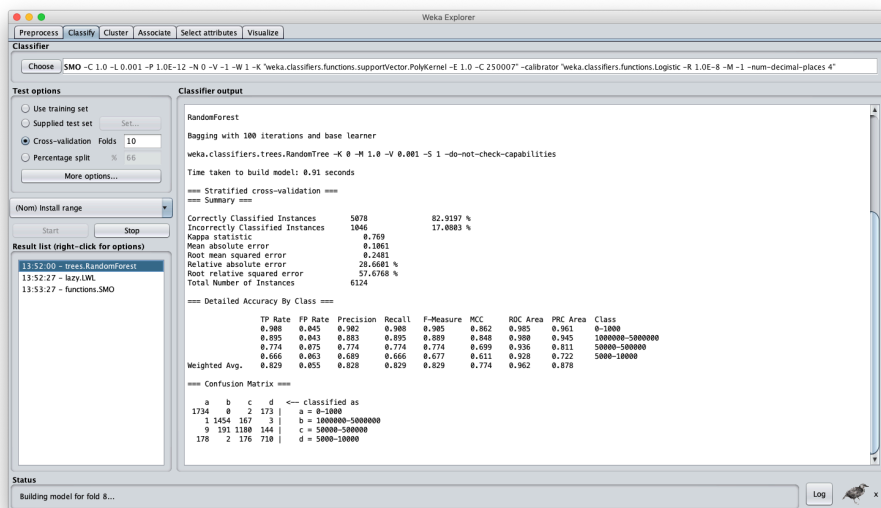 Weka Explorer
Preprocess Classify Cluster Associate Select attributes Visualize
Classifier
Choose SMO -C 1.0 -L 0.001 -P 1.0E-12 -N 0 -V -1 -W 1 -K "weka.classifiers.functions.supportVector.PolyKernel -E 1.0 -C 250007" -calibrator "weka.classifiers.functions.Logistic -R 1.0E-8 -M -1 -num-decimal-places 4"
Test options
Use training set
Supplied test set Set...
Cross-validation Folds 10
Percentage split % 66
More options...
(Nom) Install range
Start Stop
Result list (right-click for options)
13:52:00 - trees.RandomForest
13:52:27 - lazy.LWL
13:53:27 - functions.SMO
Classifier output
RandomForest
Bagging with 100 iterations and base learner
weka.classifiers.trees.RandomTree -K 0 -M 1.0 -V 0.001 -S 1 -do-not-check-capabilities
Time taken to build model: 0.91 seconds
=== Stratified cross-validation ===
=== Summary ===
Correctly Classified Instances 5078 82.9197 %
Incorrectly Classified Instances 1046 17.0803 %
Kappa statistic 0.769
Mean absolute error 0.1061
Root mean squared error 0.2481
Relative absolute error 28.6601 %
Root relative squared error 57.6768 %
Total Number of Instances 6124
=== Detailed Accuracy By Class ===
TP Rate FP Rate Precision Recall F-Measure MCC ROC Area PRC Area Class
0.908 0.045 0.902 0.908 0.905 0.862 0.985 0.961 0-1000
0.895 0.043 0.883 0.895 0.889 0.848 0.980 0.945 1000000-5000000
0.774 0.075 0.774 0.774 0.774 0.699 0.936 0.811 50000-500000
0.666 0.063 0.689 0.666 0.677 0.611 0.928 0.722 5000-10000
Weighted Avg. 0.829 0.055 0.828 0.829 0.829 0.774 0.962 0.878
=== Confusion Matrix ===
a b c d <-- classified as
1734 0 2 173 | a = 0-1000
1 1454 167 3 | b = 1000000-5000000
9 191 1180 144 | c = 50000-500000
178 2 176 710 | d = 5000-10000
Status
Building model for fold 8...
Log
x